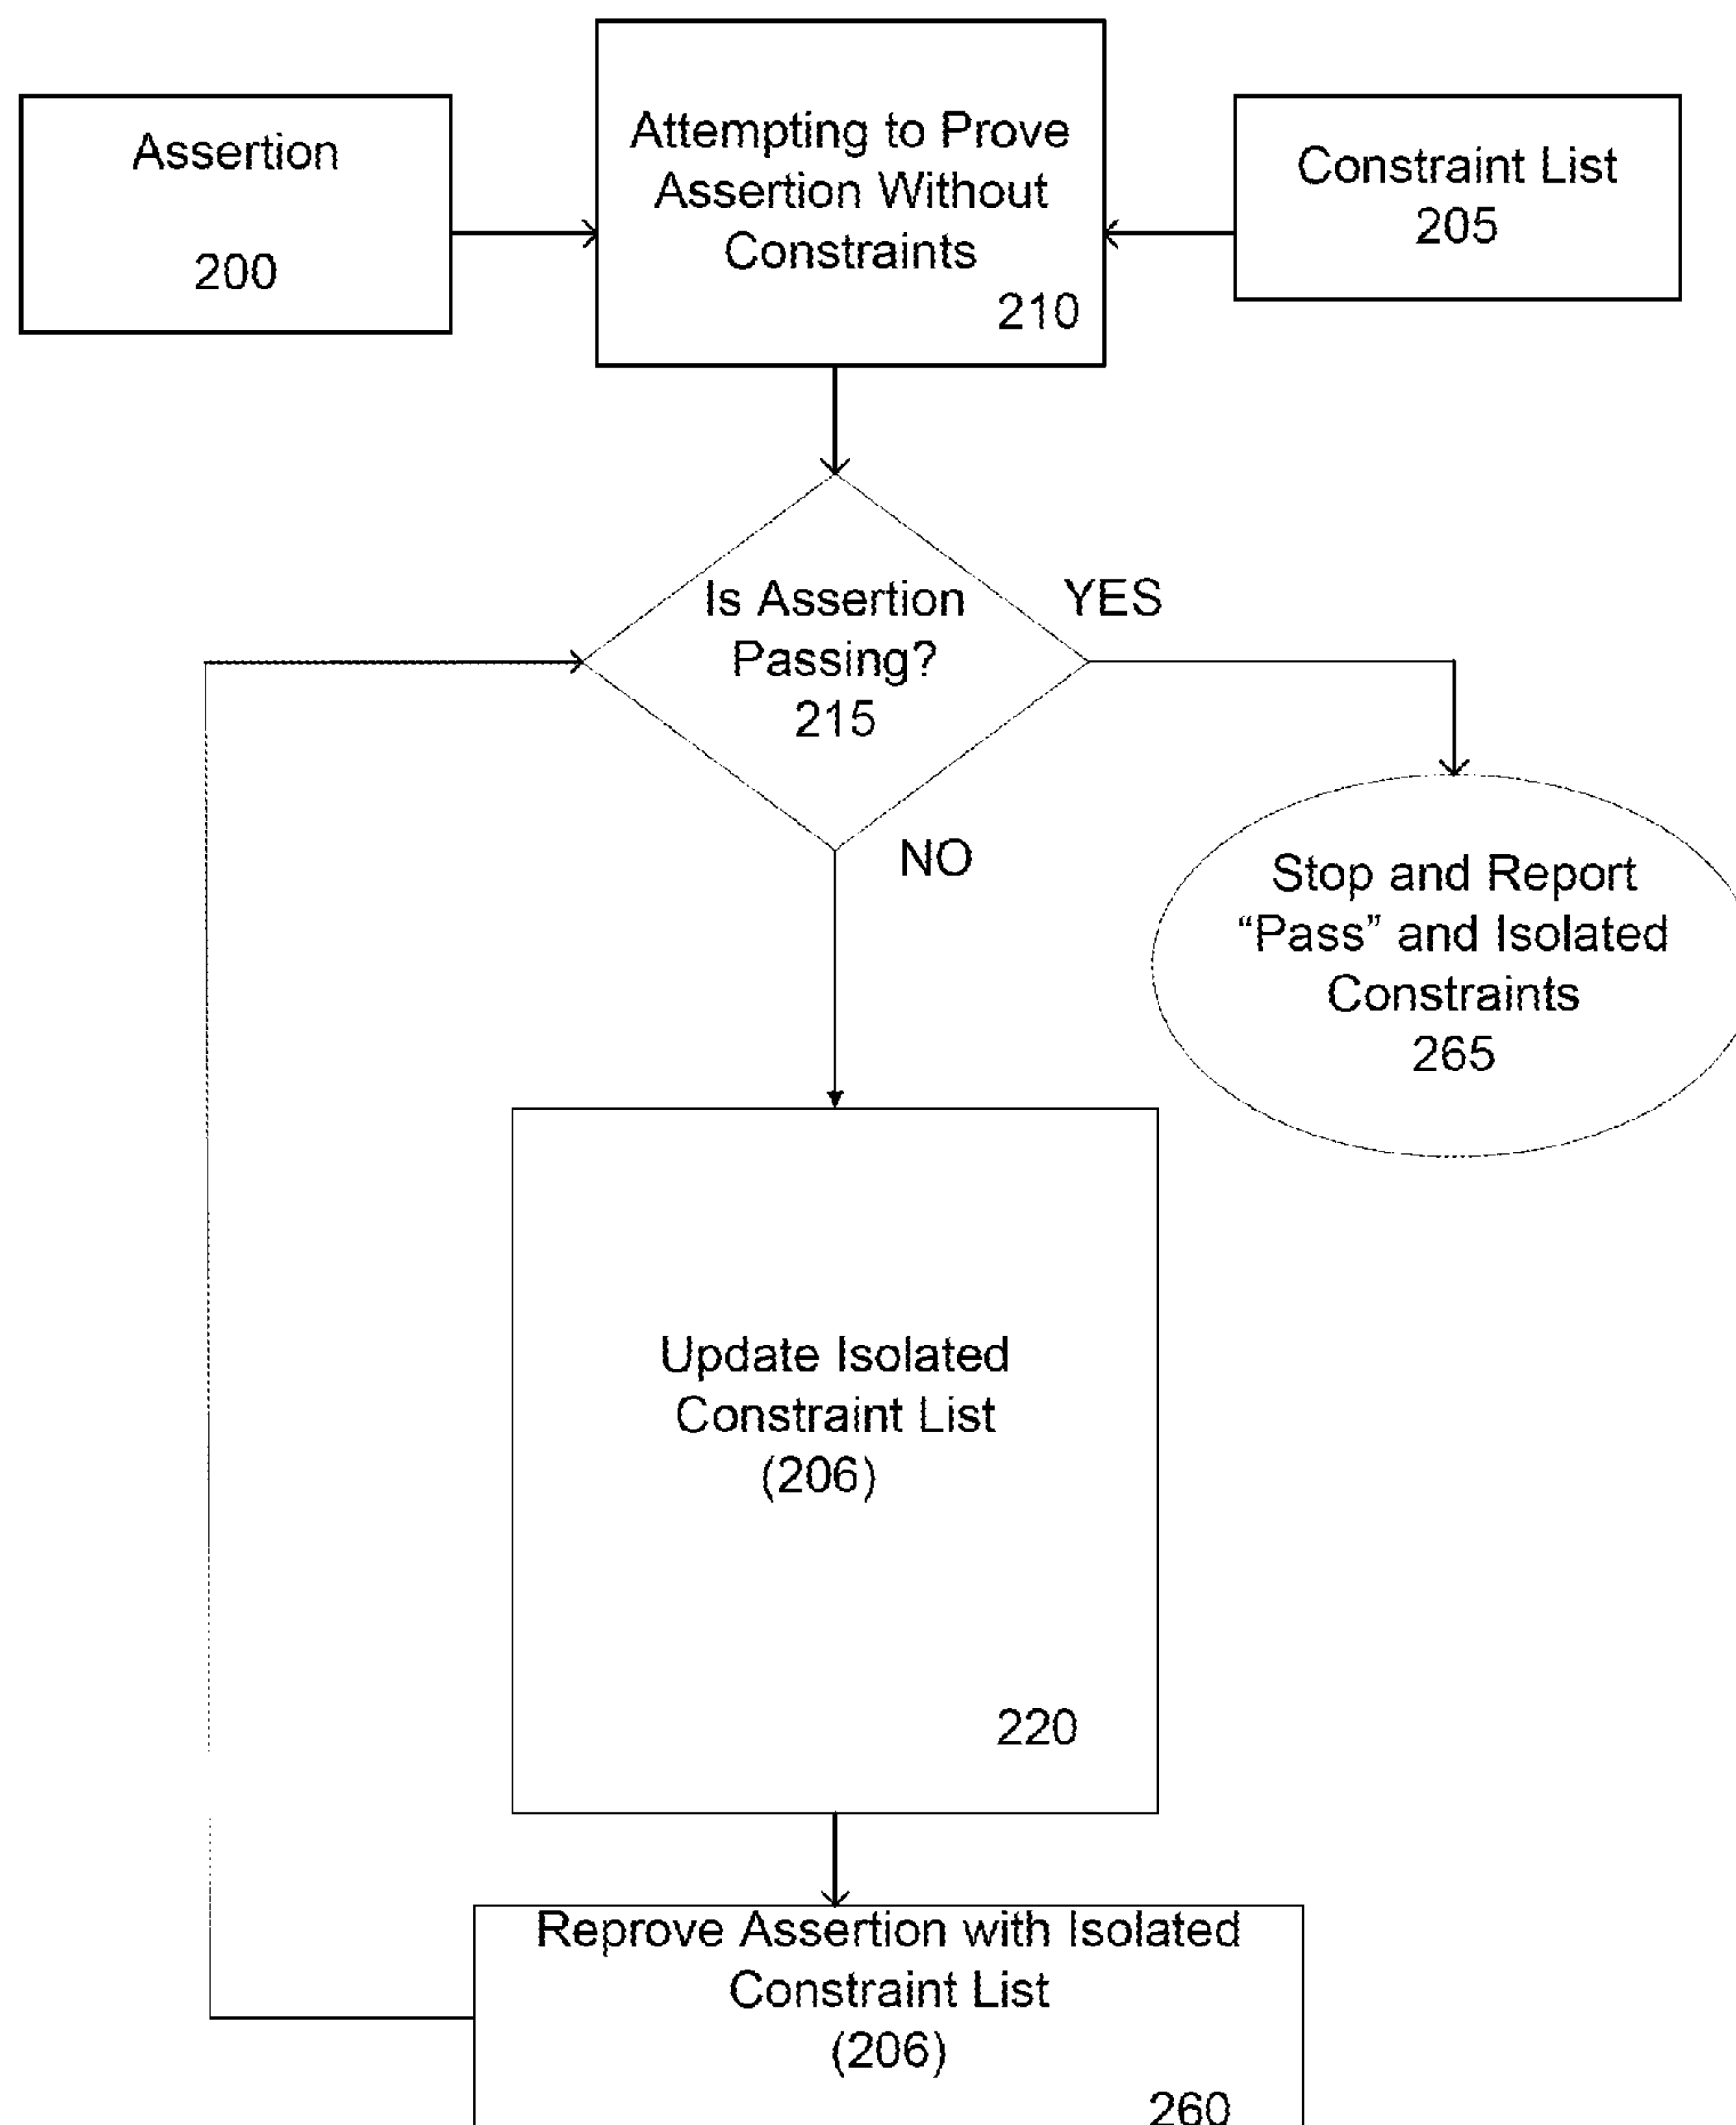 Assertion
200
Attempting to Prove
Assertion Without
Constraints
210
Constraint List
205
Is Assertion
Passing?
215
YES
NO
Stop and Report
“Pass” and Isolated
Constraints
265
Update Isolated
Constraint List
(206)
220
Reprove Assertion with Isolated
Constraint List
(206)
260